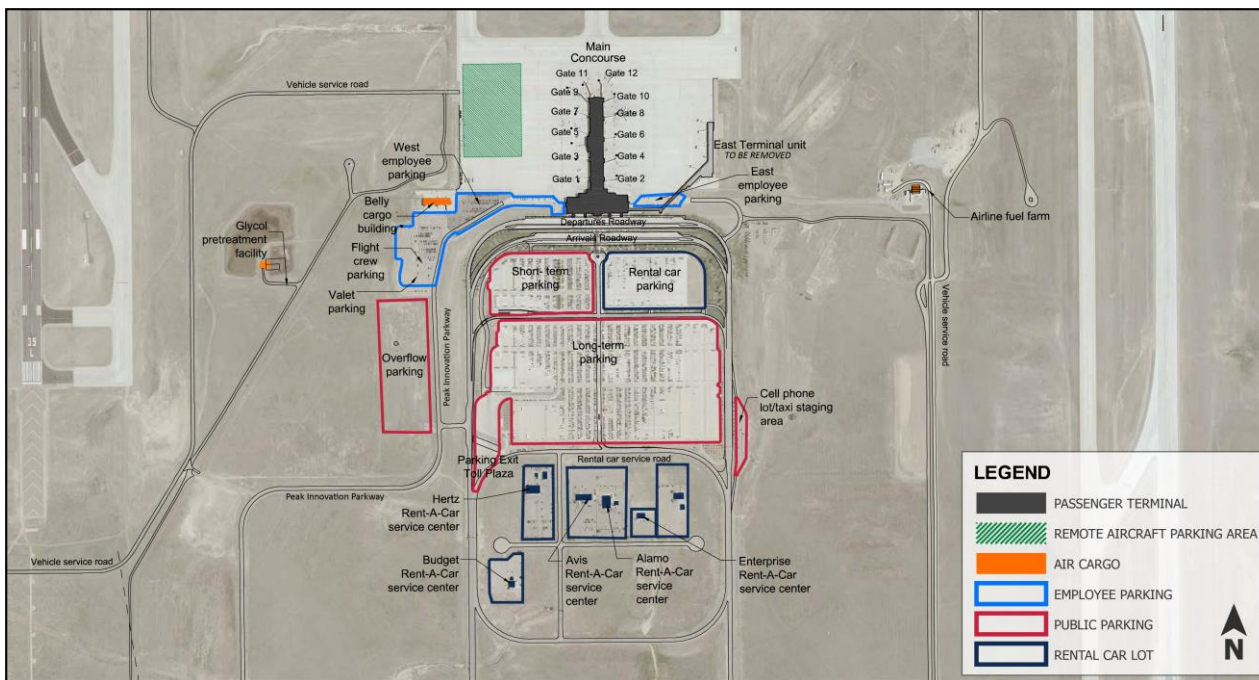 Main
Concourse
Gate 11
Gate 12
Gate 9
Gate 10
Gate 7
Gate 8
Gate 5
Gate 6
Gate 3
Gate 4
Gate 1
Gate 2
Vehicle service road
West
employee
parking
East Terminal unit
TO BE REMOVED
East
employee
parking
Belly
cargo
building
Airline fuel farm
Glycol
pretreatment
facility
Flight
crew
parking
Valet
parking
Departures Roadway
Arrivals Roadway
Short- term
parking
Rental car
parking
Overflow
parking
Peak Innovation Parkway
Long-term
parking
Vehicle service road
Cell phone
lot/taxi staging
area
35
L
Parking Exit
Toll Plaza
Rental car service road
Peak Innovation Parkway
Hertz
Rent-A-Car
service center
Vehicle service road
Budget
Rent-A-Car
service center
Avis
Rent-A-Car
service
center
Alamo
Rent-A-Car
service
center
Enterprise
Rent-A-Car
service center
LEGEND
PASSENGER TERMINAL
REMOTE AIRCRAFT PARKING AREA
AIR CARGO
EMPLOYEE PARKING
PUBLIC PARKING
RENTAL CAR LOT
N